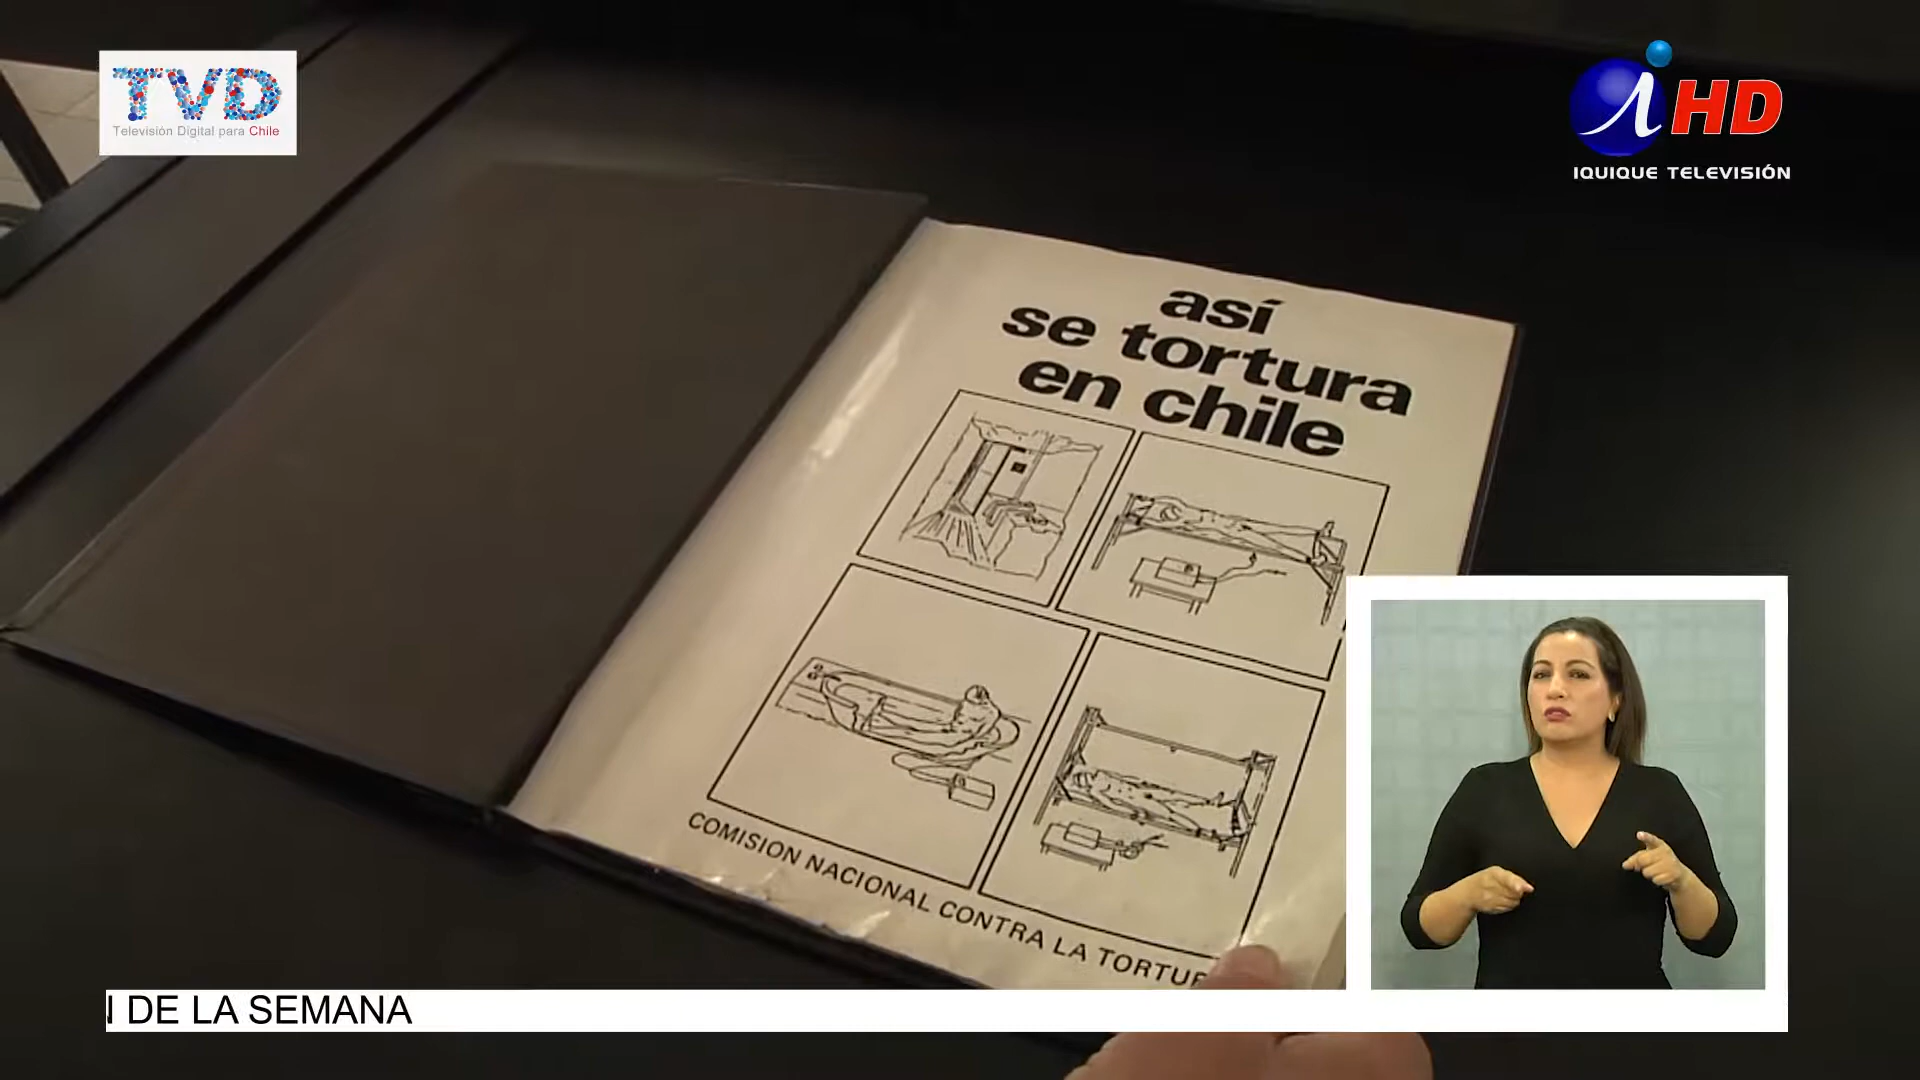 TVD
Televisión Digital para Chile
iHD
IQUIQUE TELEVISIÓN
así
se tortura
en chile
COMISION NACIONAL CONTRA LA TORTUR
DE LA SEMANA